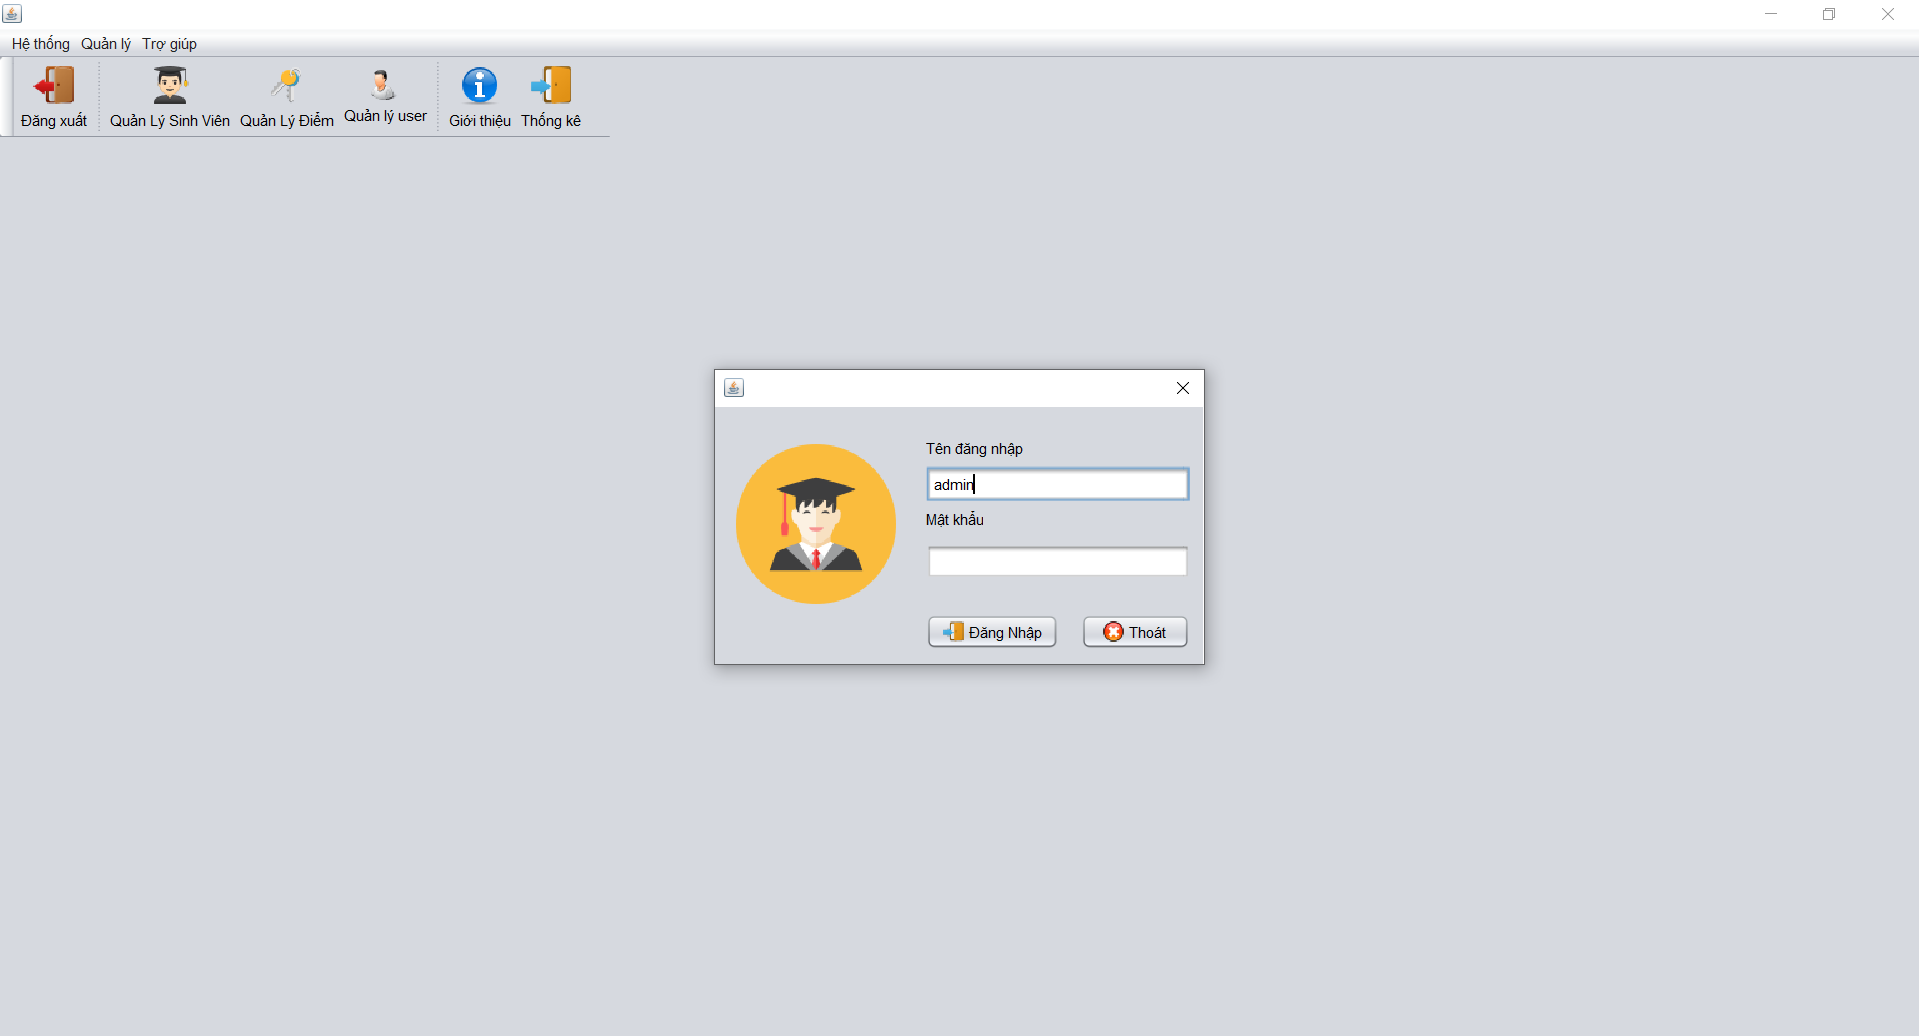 Hệ thống Quản lý Trợ giúp
Đăng xuất Quản Lý Sinh Viên Quản Lý Điểm Quản lý user Giới thiệu Thống kê
Tên đăng nhập
admin
Mật khẩu
Đăng Nhập Thoát